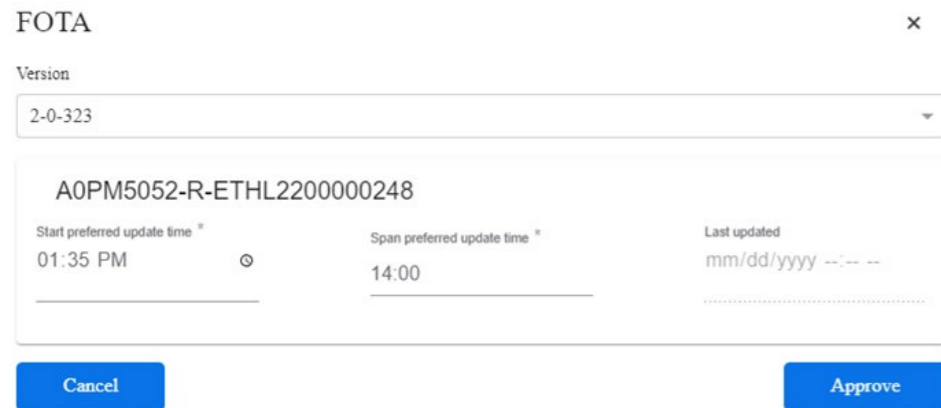 FOTA
Version
2-0-323
A0PM5052-R-ETHL2200000248
Start preferred update time *
Span preferred update time *
Last updated
01:35 PM
14:00
mm/dd/yyyy --:-- --
Cancel
Approve